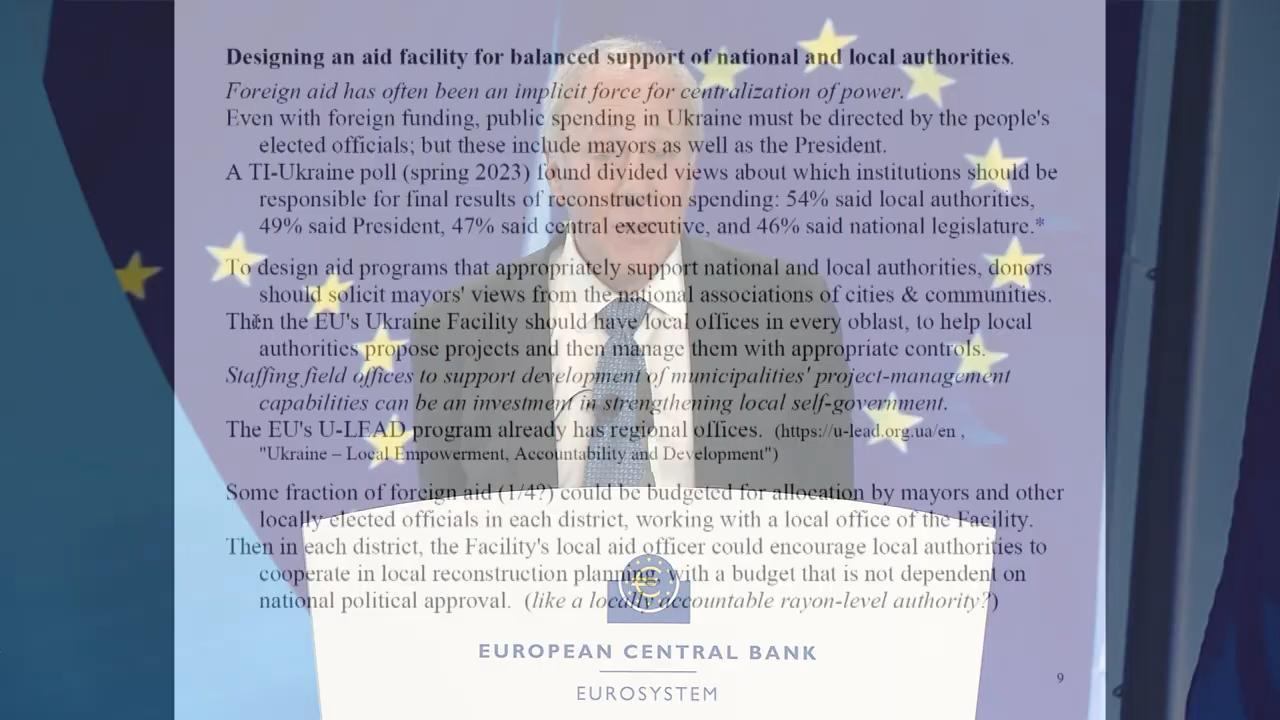 Designing an aid facility for balanced support of national and local authorities.
Foreign aid has often been an implicit force for centralization of power.
Even with foreign funding, public spending in Ukraine must be directed by the people's
elected officials; but these include mayors as well as the President.
A TI-Ukraine poll (spring 2023) found divided views about which institutions should be
responsible for final results of reconstruction spending: 54% said local authorities,
49% said President, 47% said central executive, and 46% said national legislature.*
To design aid programs that appropriately support national and local authorities, donors
should solicit mayors' views from the national associations of cities & communities.
Then the EU's Ukraine Facility should have local offices in every oblast, to help local
authorities propose projects and then manage them with appropriate controls.
Staffing field offices to support development of municipalities' project-management
capabilities can be an investment in strengthening local self-government.
The EU's U-LEAD program already has regional offices. (https://u-lead.org.ua/en ,
"Ukraine – Local Empowerment, Accountability and Development")
Some fraction of foreign aid (1/4?) could be budgeted for allocation by mayors and other
locally elected officials in each district, working with a local office of the Facility.
Then in each district, the Facility's local aid officer could encourage local authorities to
cooperate in local reconstruction planning, with a budget that is not dependent on
national political approval. (like a locally accountable rayon-level authority?)
EUROPEAN CENTRAL BANK
EUROSYSTEM
9